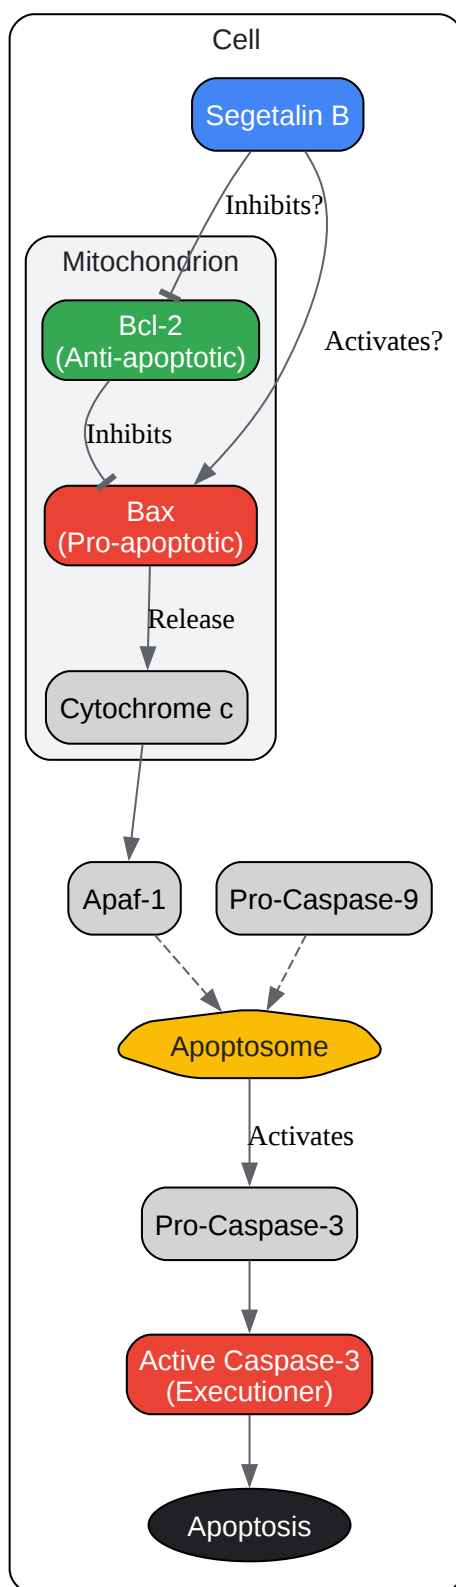 Cell
Segetalin B
Inhibits?
Mitochondrion
Bcl-2
(Anti-apoptotic)
Activates?
Inhibits
Bax
(Pro-apoptotic)
Release
Cytochrome c
Apaf-1
Pro-Caspase-9
Apoptosome
Activates
Pro-Caspase-3
Active Caspase-3
(Executioner)
Apoptosis